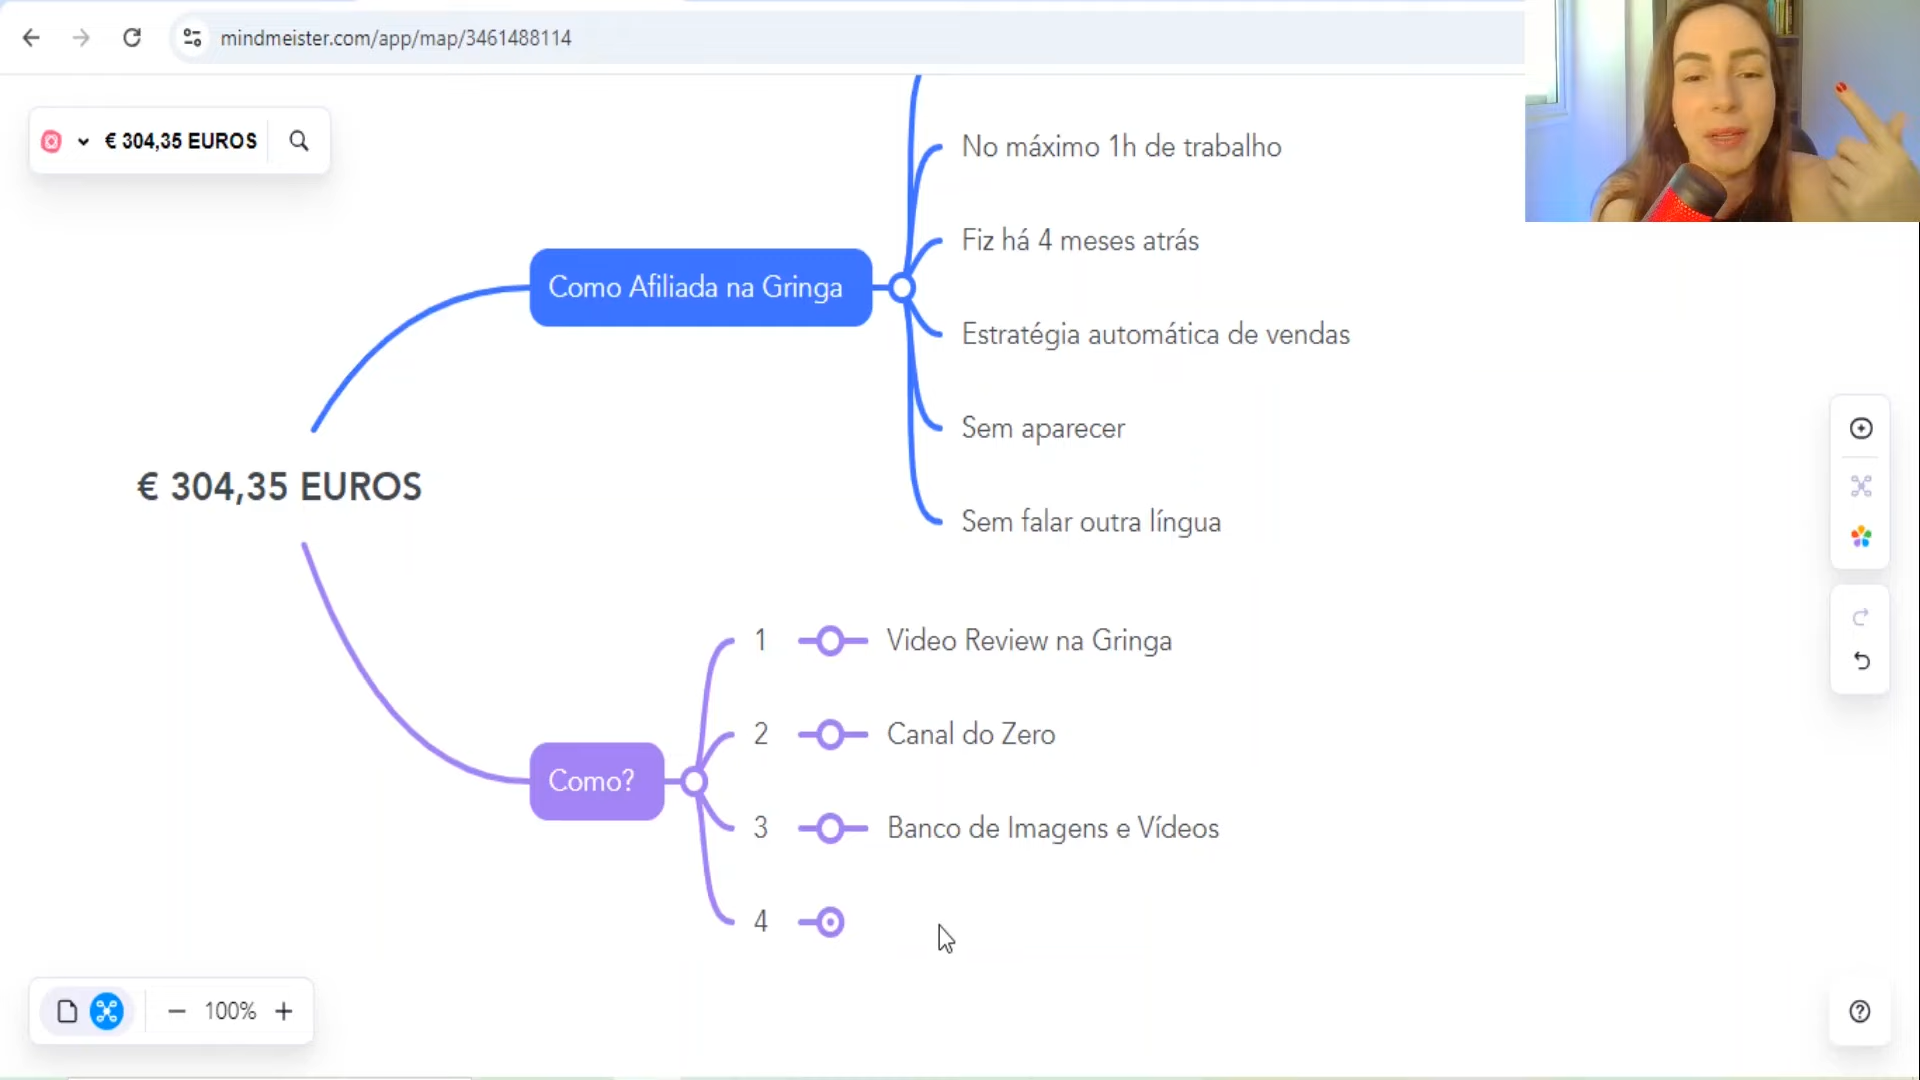 mindmeister.com/app/map/3461488114
€ 304,35 EUROS
No máximo 1h de trabalho
Fiz há 4 meses atrás
Como Afiliada na Gringa
Estratégia automática de vendas
Sem aparecer
€ 304,35 EUROS
Sem falar outra língua
1 Video Review na Gringa
2 Canal do Zero
Como?
3 Banco de Imagens e Vídeos
4
100%